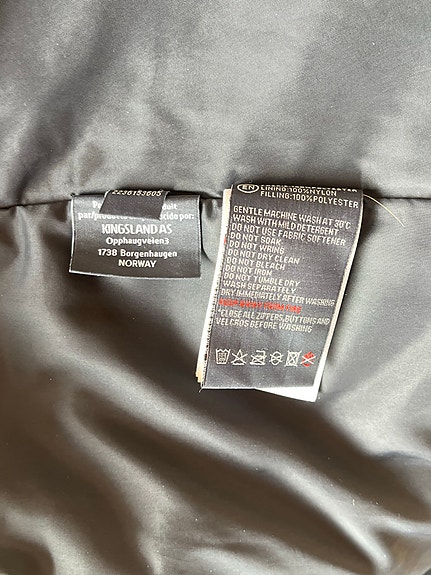 2236153605
par/produ
KINGSLAND AS
Opphaugveien3
1738 Borgenhaugen
NORWAY
EN
LINING:100%NYLON
FILLING:100%POLYESTER
GENTLE MACHINE WASH AT 30°C
WASH WITH MILD DETERGENT
DO NOT USE FABRIC SOFTENER
DO NOT SOAK
DO NOT WRING
DO NOT DRY CLEAN
DO NOT BLEACH
DO NOT IRON
DO NOT TUMBLE DRY
WASH SEPARATELY
DRY IMMEDIATELY AFTER WASHING
*CLOSE ALL ZIPPERS,BUTTONS AND
VELCROS BEFORE WASHING